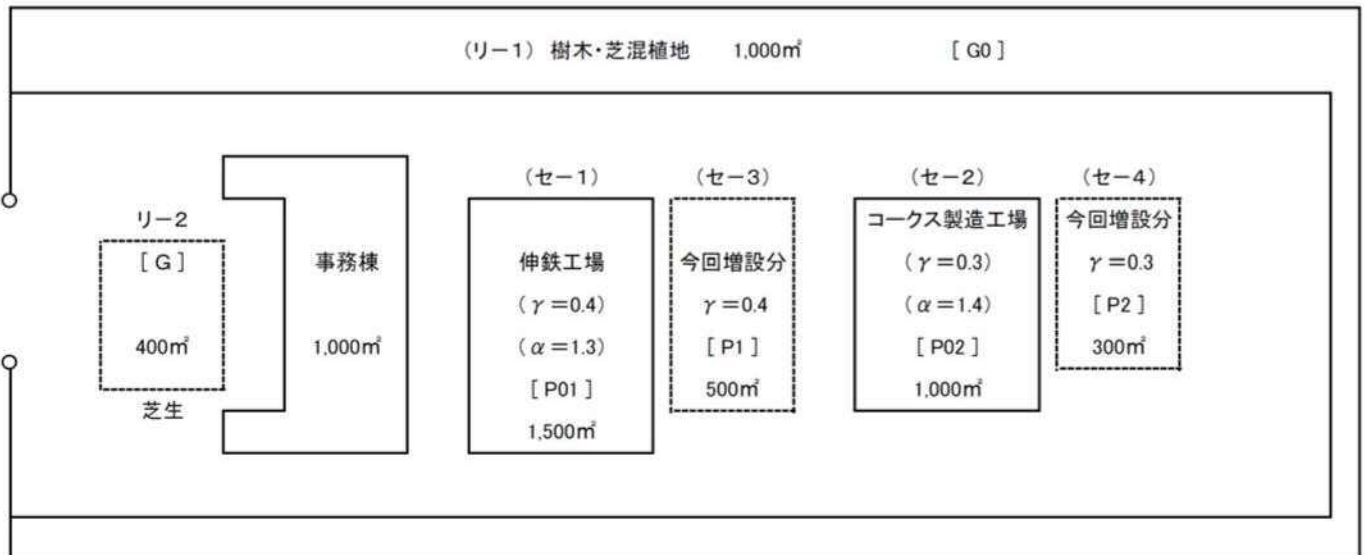 (リー1) 樹木・芝混植地 1,000㎡ [ G0 ]
リー2
[ G ]
400㎡
芝生
事務棟
1,000㎡
(セー1)
伸鉄工場
(γ=0.4)
(α=1.3)
[ P01 ]
1,500㎡
(セー3)
今回増設分
γ=0.4
[ P1 ]
500㎡
(セー2)
コークス製造工場
(γ=0.3)
(α=1.4)
[ P02 ]
1,000㎡
(セー4)
今回増設分
γ=0.3
[ P2 ]
300㎡